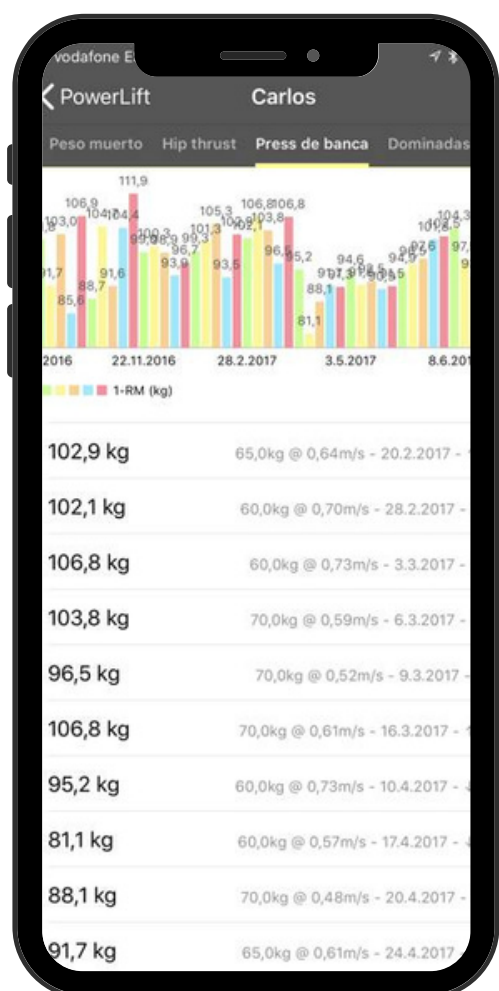 vodafone E
PowerLift
Carlos
Peso muerto Hip thrust Press de banca Dominadas
111,9
106,9 105,3 106,8 106,8 104,3
103,0 104,4 103,8
99,3 101,3 102,1
93,9 96,7 93,5 96,5 95,2 94,6
91,7 85,6 88,7 91,6 88,1
81,1
2016 22.11.2016 28.2.2017 3.5.2017 8.6.201
1-RM (kg)
102,9 kg 65,0kg @ 0,64m/s - 20.2.2017 -
102,1 kg 60,0kg @ 0,70m/s - 28.2.2017 -
106,8 kg 60,0kg @ 0,73m/s - 3.3.2017 -
103,8 kg 70,0kg @ 0,59m/s - 6.3.2017 -
96,5 kg 70,0kg @ 0,52m/s - 9.3.2017 -
106,8 kg 70,0kg @ 0,61m/s - 16.3.2017 -
95,2 kg 60,0kg @ 0,73m/s - 10.4.2017 -
81,1 kg 60,0kg @ 0,57m/s - 17.4.2017 -
88,1 kg 70,0kg @ 0,48m/s - 20.4.2017 -
91,7 kg 65,0kg @ 0,61m/s - 24.4.2017